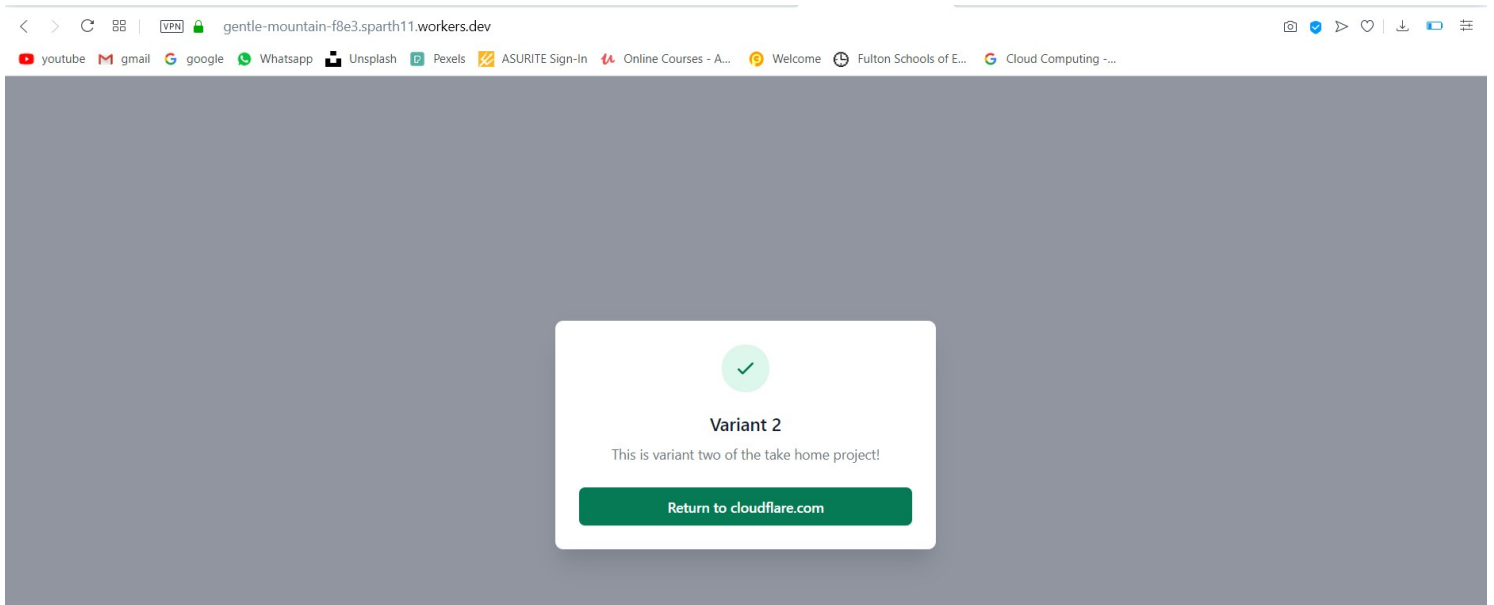 VPN gentle-mountain-f8e3.sparth11.workers.dev
youtube gmail google Whatsapp Unsplash Pexels ASURITE Sign-In Online Courses - A... Welcome Fulton Schools of E... Cloud Computing -...
Variant 2
This is variant two of the take home project!
Return to cloudflare.com